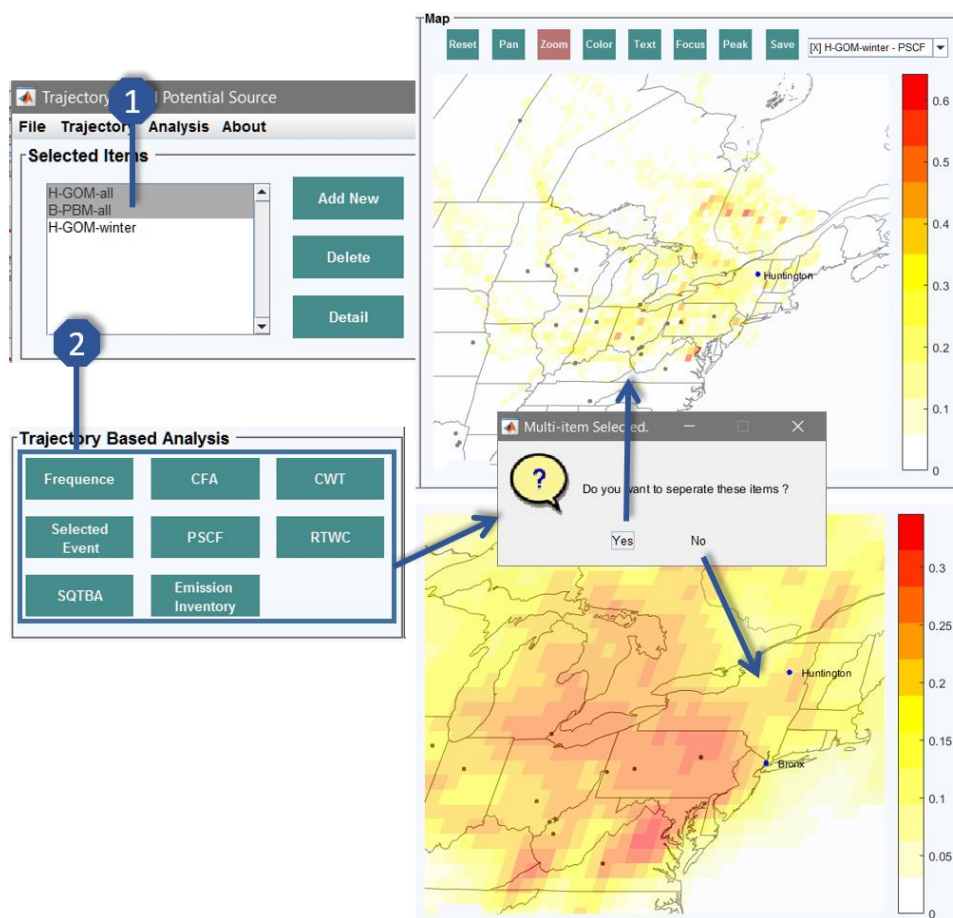 Map
Reset Pan Zoom Color Text Focus Peak Save [X] H-GOM-winter - PSCF
1
Trajectory Potential Source
File Trajectory Analysis About
Selected Items
H-GOM-all
B-PBM-all
H-GOM-winter
Add New
Delete
Detail
0.6
0.5
0.4
0.3
0.2
0.1
0
Huntington
2
Trajectory Based Analysis
Frequence CFA CWT
Selected Event PSCF RTWC
SQTBA Emission Inventory
Multi-item Selected.
?
Do you want to seperate these items ?
Yes No
0.3
0.25
0.2
0.15
0.1
0.05
0
Huntington
Bronx